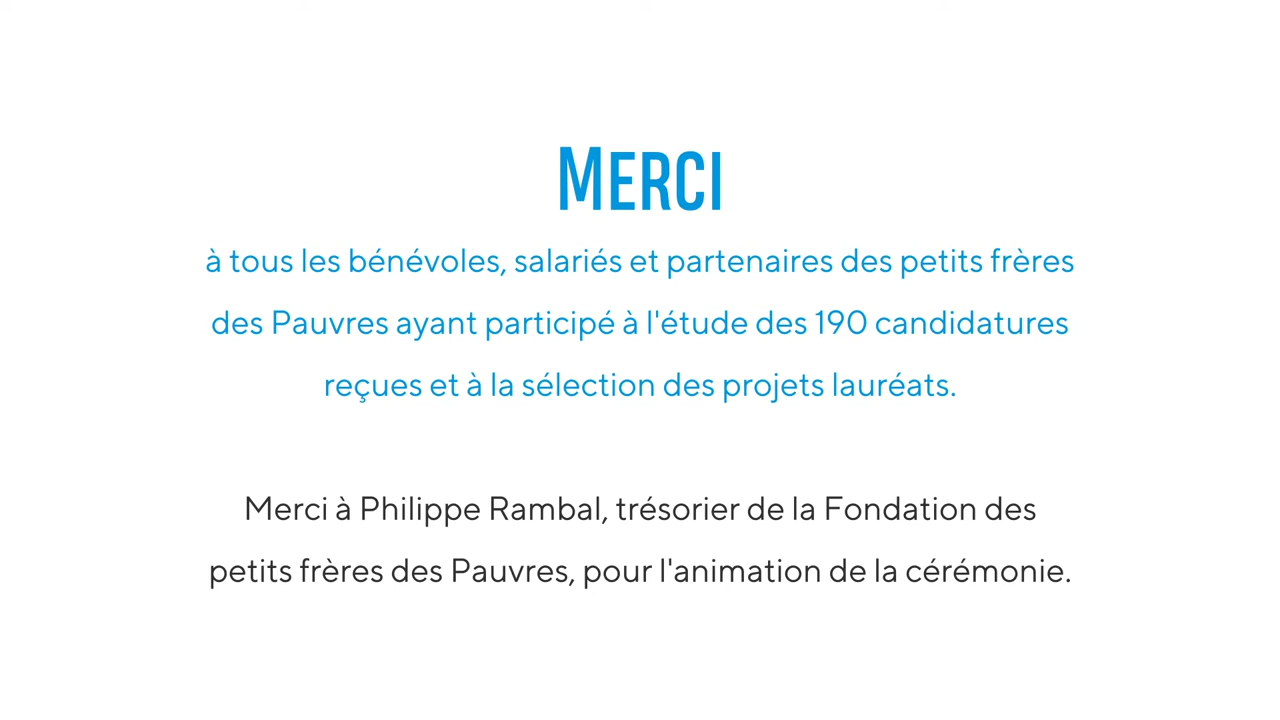 MERCI
à tous les bénévoles, salariés et partenaires des petits frères
des Pauvres ayant participé à l'étude des 190 candidatures
reçues et à la sélection des projets lauréats.
Merci à Philippe Rambal, trésorier de la Fondation des
petits frères des Pauvres, pour l'animation de la cérémonie.